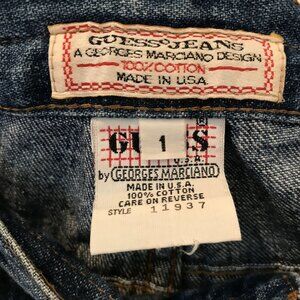 GUESS JEANS
A GEORGES MARCIANO DESIGN
100% COTTON
MADE IN U.S.A.
1
U.S.A.
by GEORGES MARCIANO
MADE IN U.S.A.
100% COTTON
CARE ON REVERSE
STYLE 11937